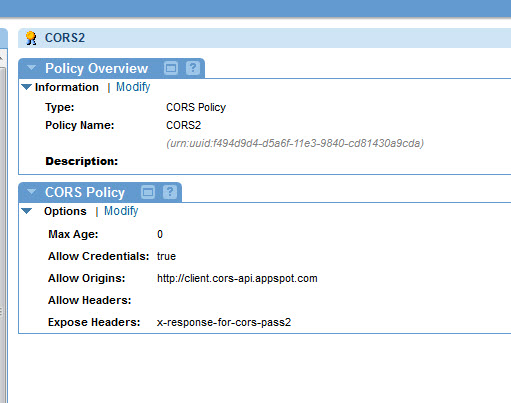 CORS2
Policy Overview ?
Information | Modify
Type: CORS Policy
Policy Name: CORS2
(urn:uuid:f494d9d4-d5a6f-11e3-9840-cd81430a9cda)
Description:
CORS Policy ?
Options | Modify
Max Age: 0
Allow Credentials: true
Allow Origins: http://client.cors-api.appspot.com
Allow Headers:
Expose Headers: x-response-for-cors-pass2